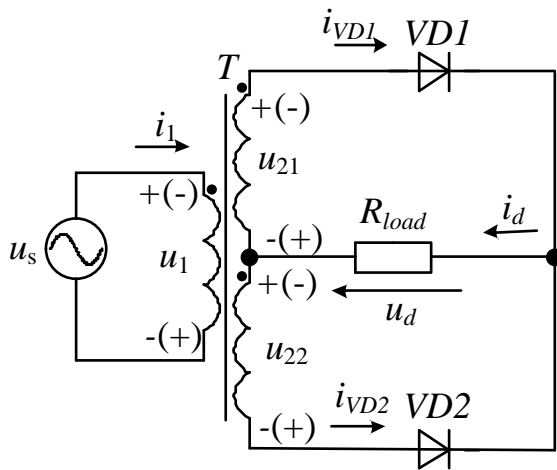 i_VD1 VD1
T
+(-)
i_1
u_21
+(-)
u_s
u_1
-(+)
R_load
i_d
+(-)
u_d
-(+)
u_22
-(+)
i_VD2 VD2